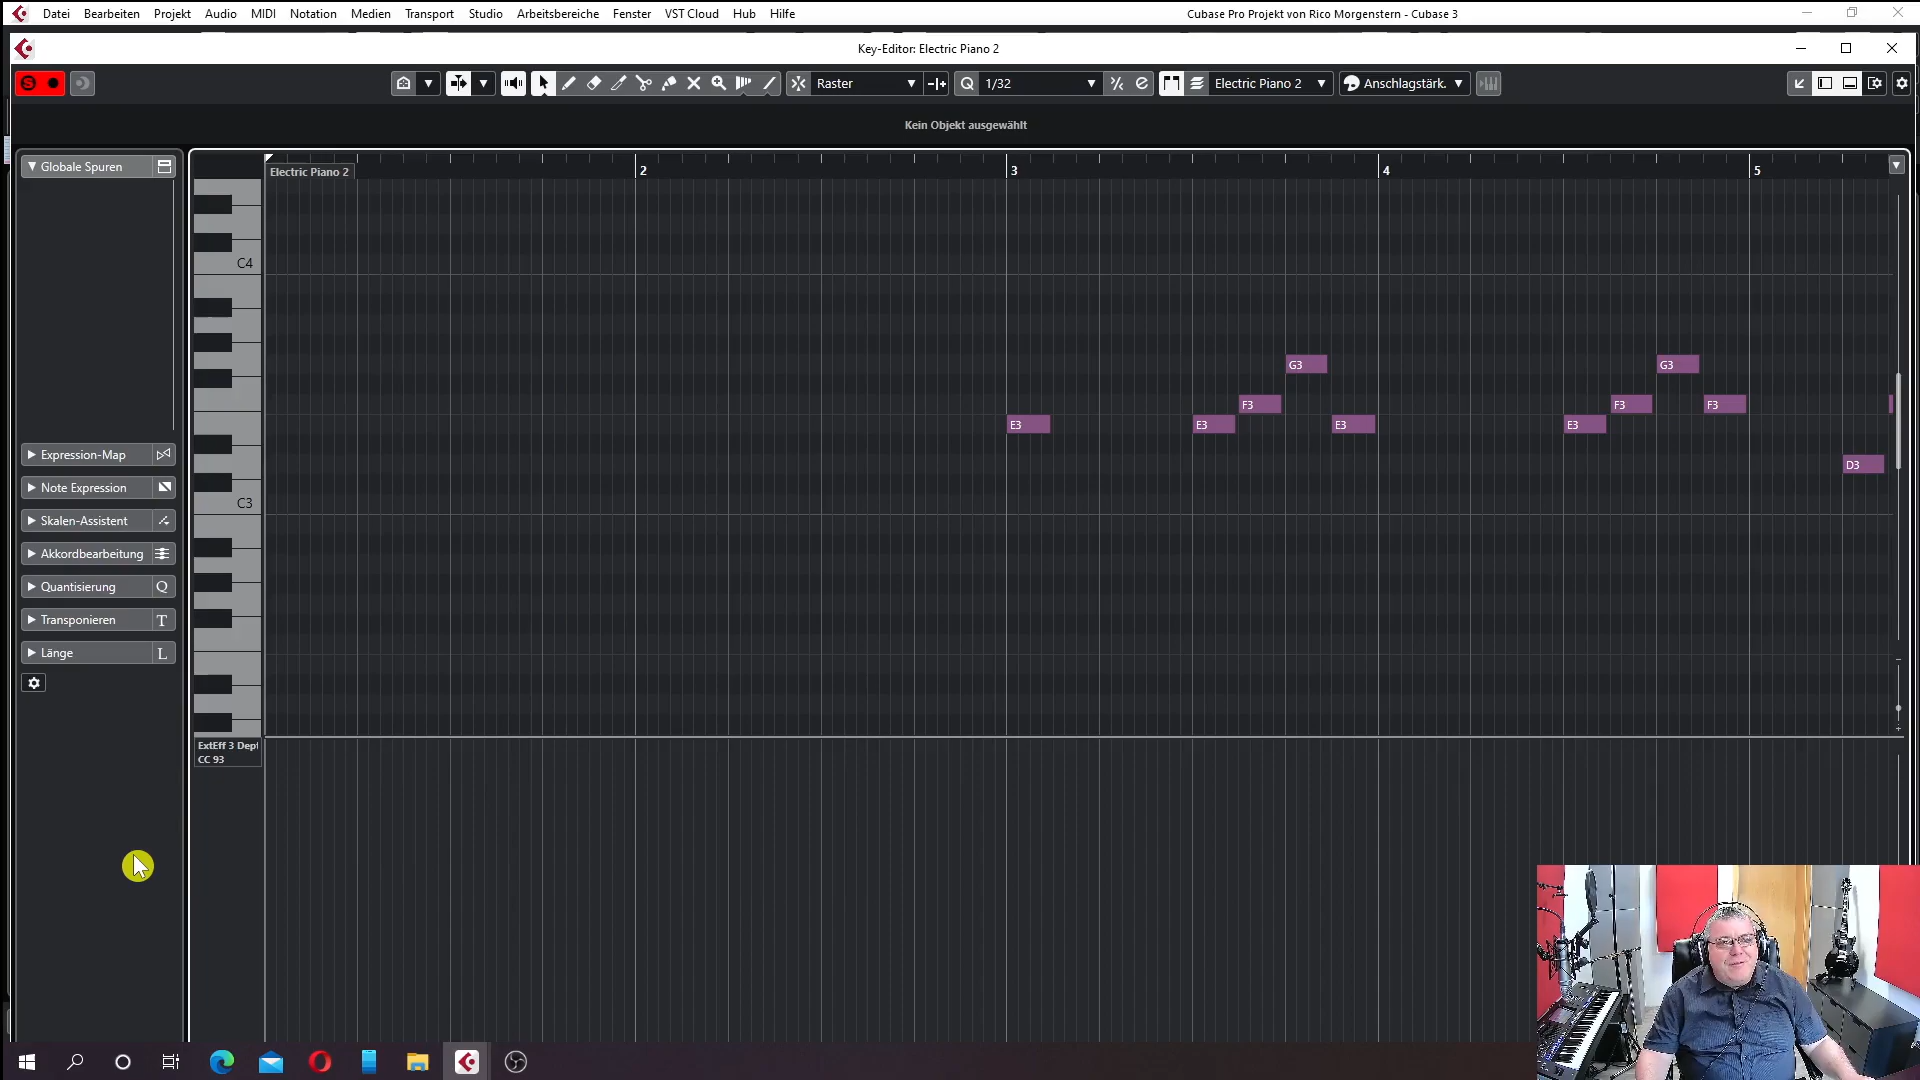 Datei Bearbeiten Projekt Audio MIDI Notation Medien Transport Studio Arbeitsbereiche Fenster VST Cloud Hub Hilfe Cubase Pro Projekt von Rico Morgenstern - Cubase 3
Key-Editor: Electric Piano 2
S Raster Q 1/32 Electric Piano 2 Anschlagstärk.
Kein Objekt ausgewählt
Globale Spuren
Electric Piano 2 2 3 4 5
C4
G3 G3
F3 F3 F3
E3 E3 E3 E3
D3
C3
Expression-Map
Note Expression
Skalen-Assistent
Akkordbearbeitung
Quantisierung Q
Transponieren T
Länge L
ExtEff 3 Dept
CC 93